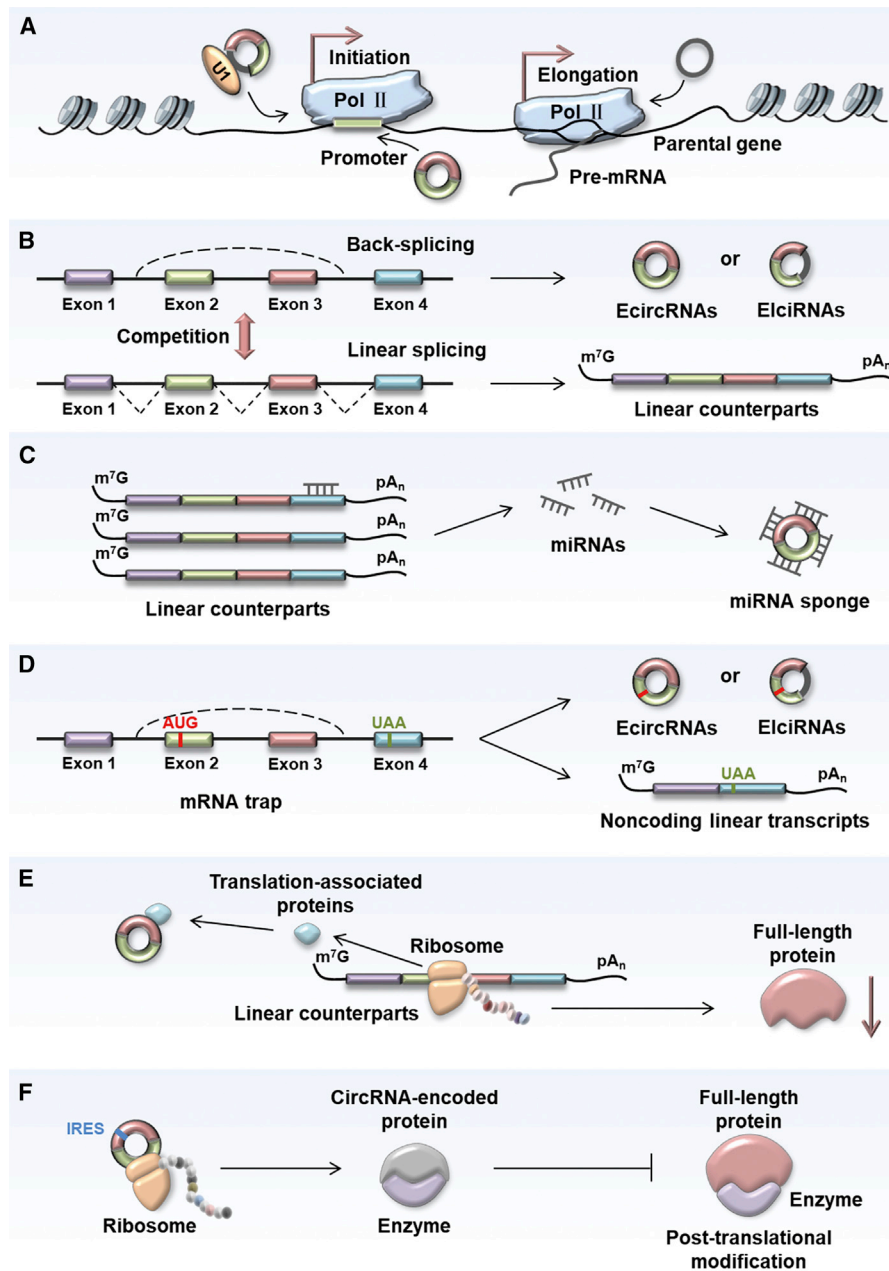 A
U1
Initiation
Pol II
Promoter
Elongation
Pol II
Parental gene
Pre-mRNA
B
Back-splicing
Exon 1 Exon 2 Exon 3 Exon 4
EcircRNAs
or
ElciRNAs
Competition
Linear splicing
Exon 1 Exon 2 Exon 3 Exon 4
m⁷G
pAₙ
Linear counterparts
C
m⁷G
pAₙ
m⁷G
pAₙ
m⁷G
pAₙ
Linear counterparts
miRNAs
miRNA sponge
D
AUG
UAA
Exon 1 Exon 2 Exon 3 Exon 4
mRNA trap
EcircRNAs
or
ElciRNAs
m⁷G
UAA
pAₙ
Noncoding linear transcripts
E
Translation-associated
proteins
m⁷G
Ribosome
pAₙ
Linear counterparts
Full-length
protein
F
IRES
Ribosome
CircRNA-encoded
protein
Enzyme
Full-length
protein
Enzyme
Post-translational
modification